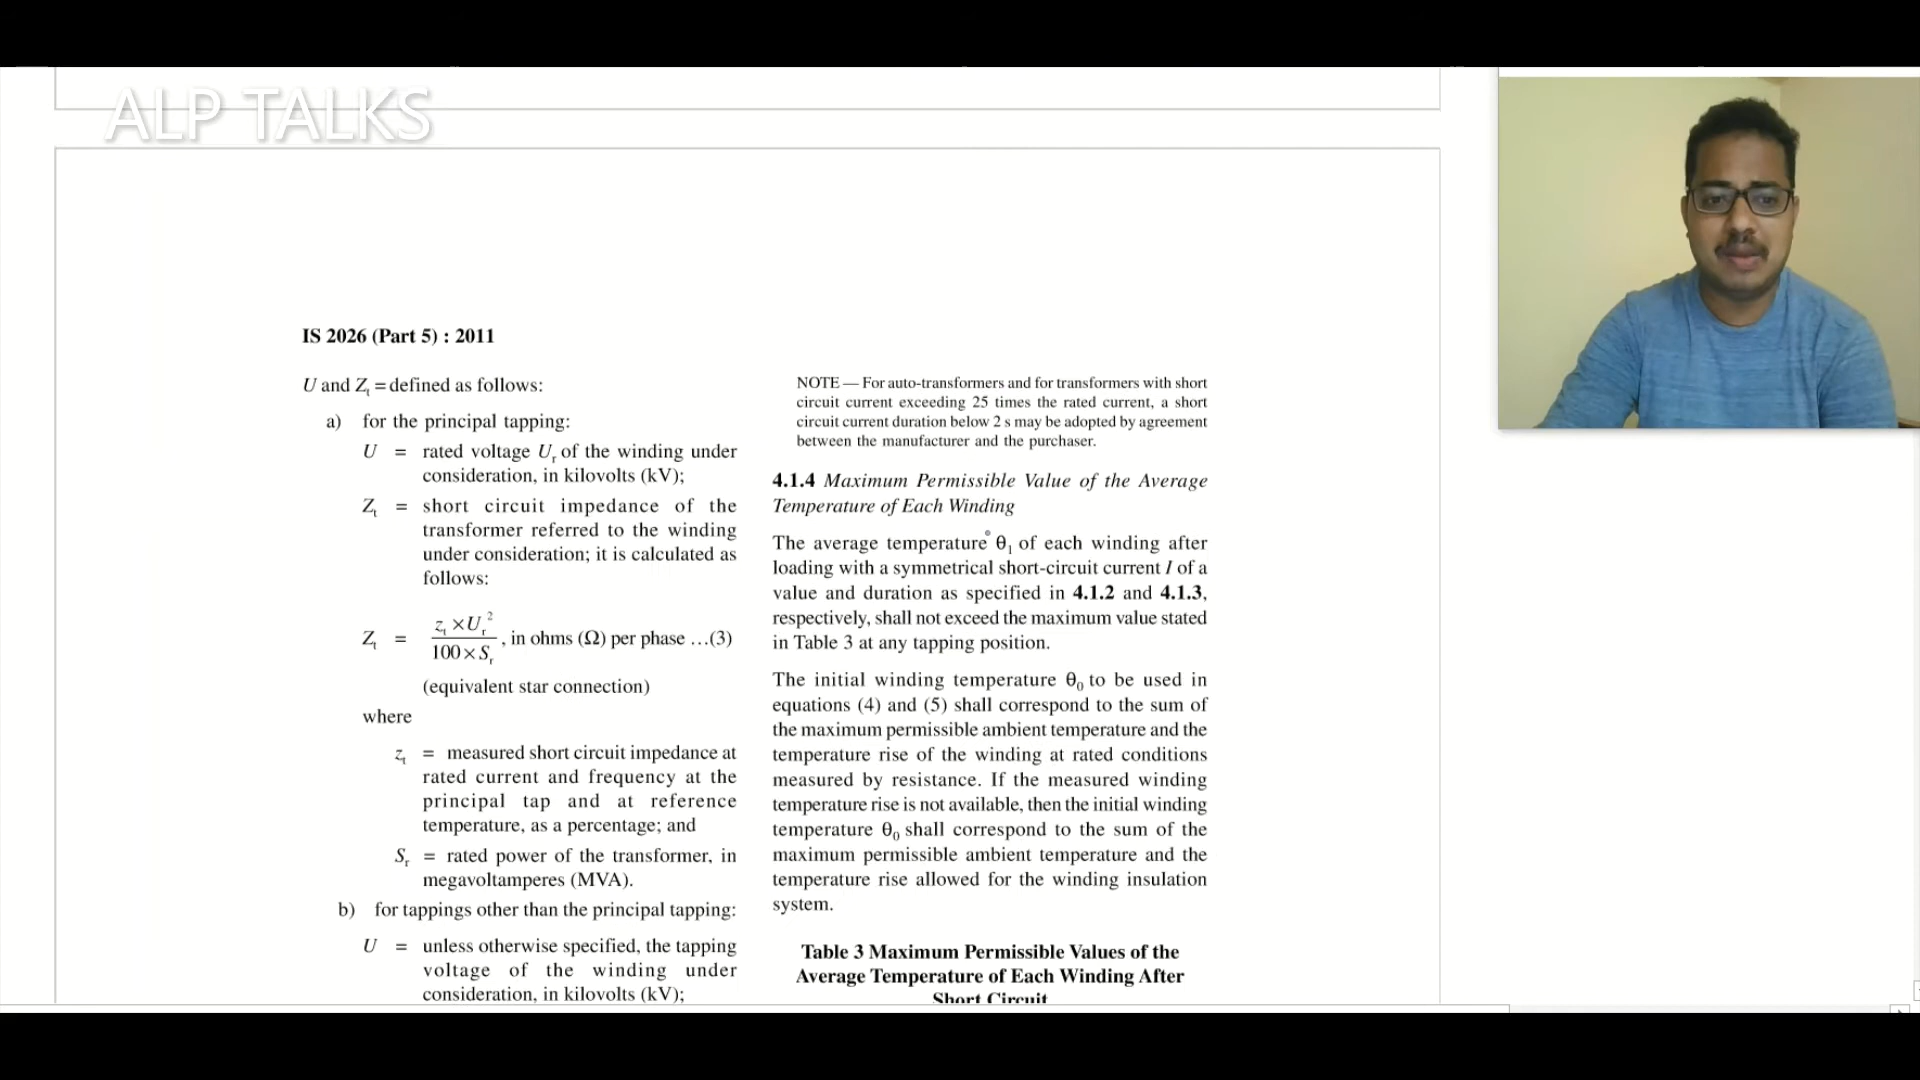 ALP TALKS
IS 2026 (Part 5) : 2011
U and Zt = defined as follows:
a) for the principal tapping:
U = rated voltage Ur of the winding under
consideration, in kilovolts (kV);
Zt = short circuit impedance of the
transformer referred to the winding
under consideration; it is calculated as
follows:
Zt = zt × Ur² / 100 × Sr , in ohms (Ω) per phase ...(3)
(equivalent star connection)
where
zt = measured short circuit impedance at
rated current and frequency at the
principal tap and at reference
temperature, as a percentage; and
Sr = rated power of the transformer, in
megavoltamperes (MVA).
b) for tappings other than the principal tapping:
U = unless otherwise specified, the tapping
voltage of the winding under
consideration, in kilovolts (kV);
NOTE — For auto-transformers and for transformers with short
circuit current exceeding 25 times the rated current, a short
circuit current duration below 2 s may be adopted by agreement
between the manufacturer and the purchaser.
4.1.4 Maximum Permissible Value of the Average
Temperature of Each Winding
The average temperature θ1 of each winding after
loading with a symmetrical short-circuit current I of a
value and duration as specified in 4.1.2 and 4.1.3,
respectively, shall not exceed the maximum value stated
in Table 3 at any tapping position.
The initial winding temperature θ0 to be used in
equations (4) and (5) shall correspond to the sum of
the maximum permissible ambient temperature and the
temperature rise of the winding at rated conditions
measured by resistance. If the measured winding
temperature rise is not available, then the initial winding
temperature θ0 shall correspond to the sum of the
maximum permissible ambient temperature and the
temperature rise allowed for the winding insulation
system.
Table 3 Maximum Permissible Values of the
Average Temperature of Each Winding After
Short Circuit